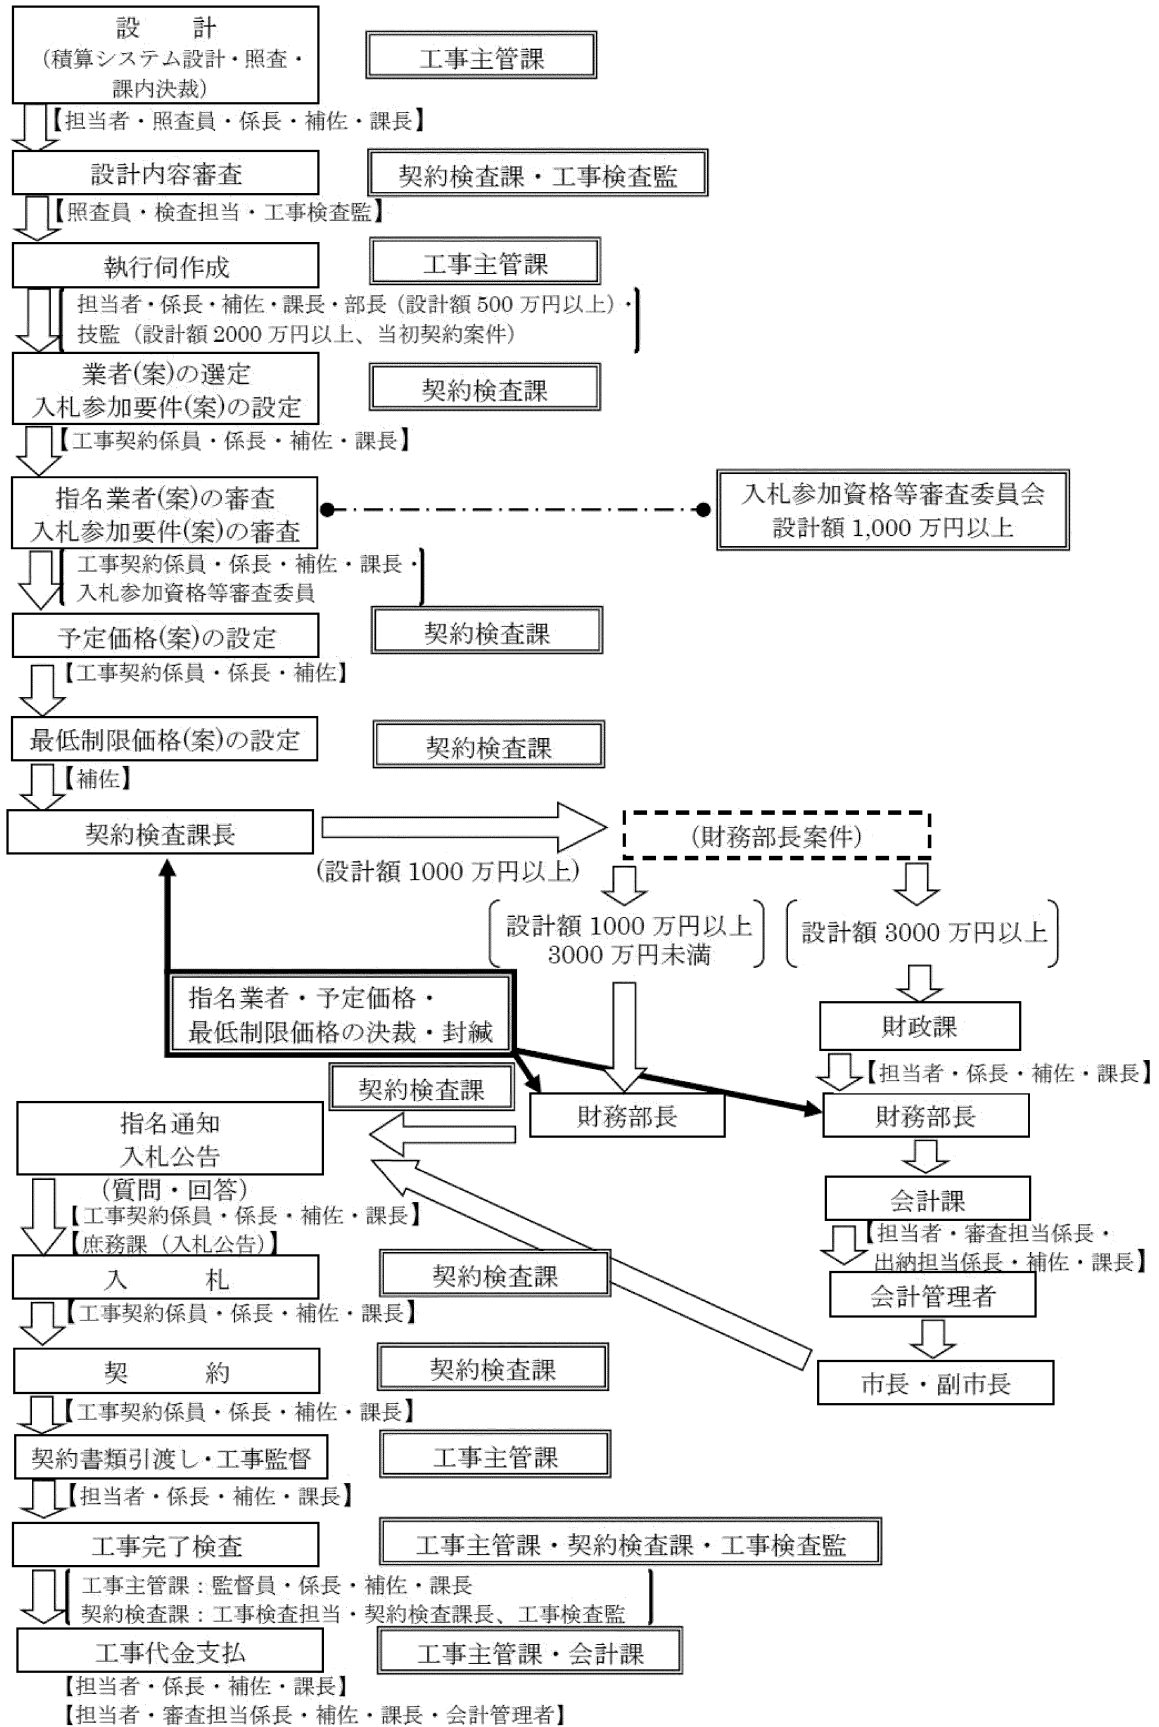 設　　計
(積算システム設計・照査・
課内決裁)
工事主管課
【担当者・照査員・係長・補佐・課長】
設計内容審査
契約検査課・工事検査監
【照査員・検査担当・工事検査監】
執行伺作成
工事主管課
担当者・係長・補佐・課長・部長（設計額 500 万円以上）・
技監（設計額 2000 万円以上、当初契約案件）
業者(案)の選定
入札参加要件(案)の設定
契約検査課
【工事契約係員・係長・補佐・課長】
指名業者(案)の審査
入札参加要件(案)の審査
入札参加資格等審査委員会
設計額 1,000 万円以上
工事契約係員・係長・補佐・課長・
入札参加資格等審査委員
予定価格(案)の設定
契約検査課
【工事契約係員・係長・補佐】
最低制限価格(案)の設定
契約検査課
【補佐】
契約検査課長
(財務部長案件)
(設計額 1000 万円以上)
設計額 1000 万円以上
3000 万円未満
設計額 3000 万円以上
指名業者・予定価格・
最低制限価格の決裁・封緘
財政課
【担当者・係長・補佐・課長】
契約検査課
財務部長
財務部長
指名通知
入札公告
(質問・回答)
会計課
【工事契約係員・係長・補佐・課長】
【庶務課（入札公告）】
【担当者・審査担当係長・
出納担当係長・補佐・課長】
入　　札
契約検査課
会計管理者
【工事契約係員・係長・補佐・課長】
契　　約
契約検査課
市長・副市長
【工事契約係員・係長・補佐・課長】
契約書類引渡し・工事監督
工事主管課
【担当者・係長・補佐・課長】
工事完了検査
工事主管課・契約検査課・工事検査監
工事主管課：監督員・係長・補佐・課長
契約検査課：工事検査担当・契約検査課長、工事検査監
工事代金支払
工事主管課・会計課
【担当者・係長・補佐・課長】
【担当者・審査担当係長・補佐・課長・会計管理者】